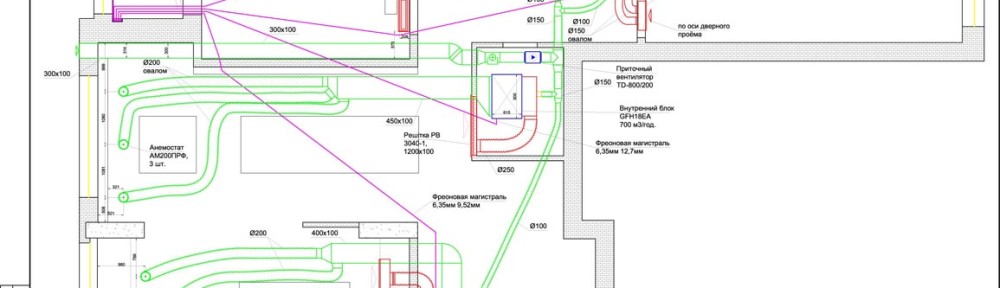 Ø100
Ø150
Ø100
Ø150
овалом
по оси дверного
проёма
300x100
300x100
Ø200
овалом
Ø150
Приточный
вентилятор
TD-800/200
450x100
Внутренний блок
GFH18EA
700 м3/год.
Решітка РВ
3040-1,
1200x100
Фреоновая магистраль
6,35мм 12,7мм
Анемостат
АМ200ПРФ,
3 шт.
Ø250
Фреоновая магистраль
6,35мм 9,52мм
Ø100
Ø200
400x100